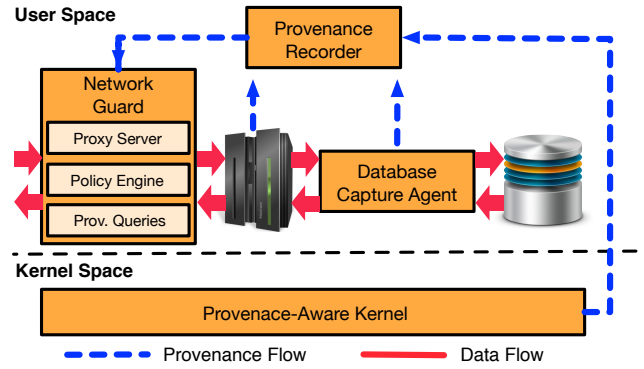 User Space
Provenance
Recorder
Network
Guard
Proxy Server
Policy Engine
Prov. Queries
Database
Capture Agent
Kernel Space
Provenace-Aware Kernel
Provenance Flow
Data Flow